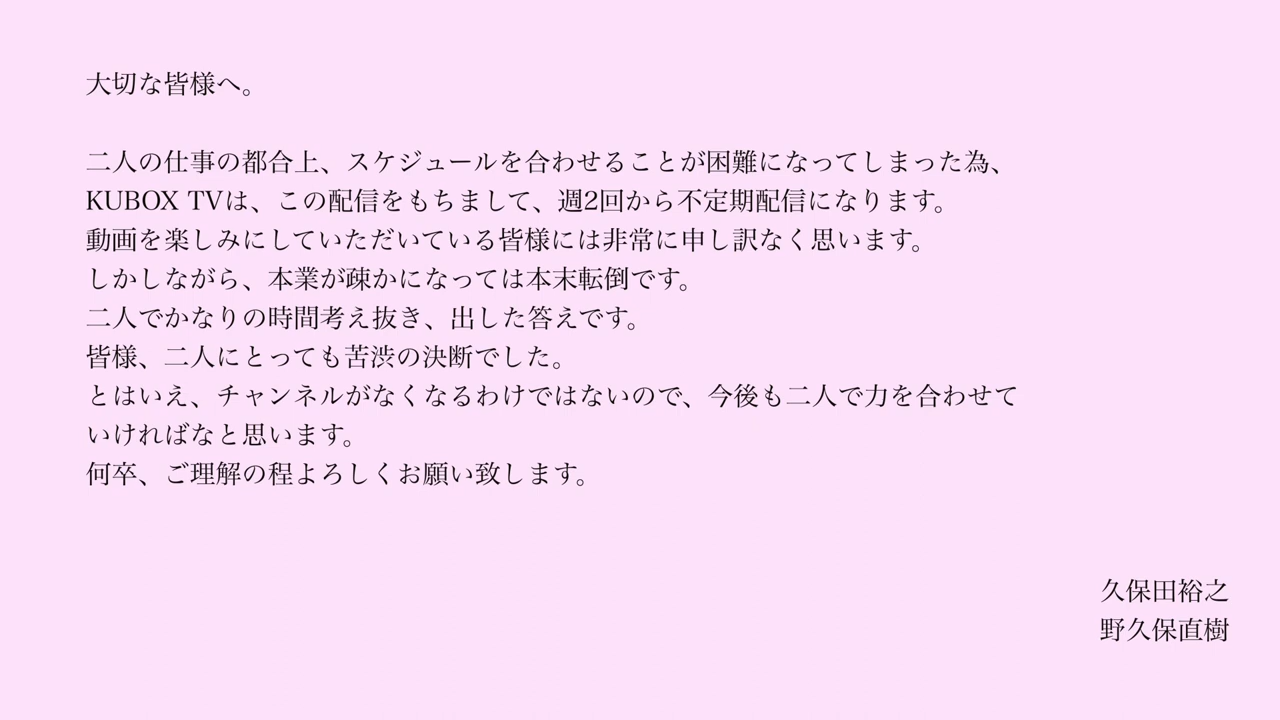 大切な皆様へ。
二人の仕事の都合上、スケジュールを合わせることが困難になってしまった為、
KUBOX TVは、この配信をもちまして、週2回から不定期配信になります。
動画を楽しみにしていただいている皆様には非常に申し訳なく思います。
しかしながら、本業が疎かになっては本末転倒です。
二人でかなりの時間考え抜き、出した答えです。
皆様、二人にとっても苦渋の決断でした。
とはいえ、チャンネルがなくなるわけではないので、今後も二人で力を合わせて
いければなと思います。
何卒、ご理解の程よろしくお願い致します。
久保田裕之
野久保直樹